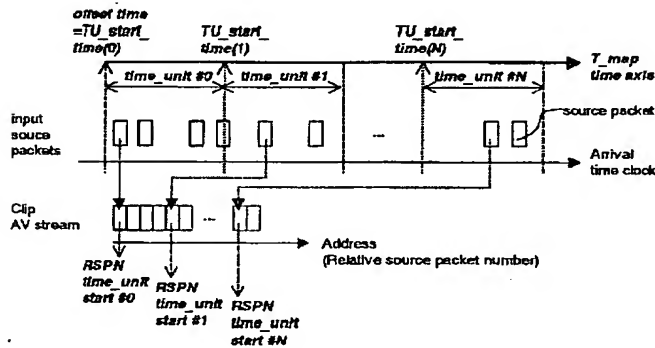 offset time
=TU_start_
time(0)
TU_start_
time(1)
TU_start_
time(N)
T_map
time axis
time_unit #0
time_unit #1
time_unit #N
input
souce
packets
...
source packet
Arrival
time clock
Clip
AV stream
...
Address
(Relative source packet number)
RSPN
time_unit
start #0
RSPN
time_unit
start #1
RSPN
time_unit
start #N